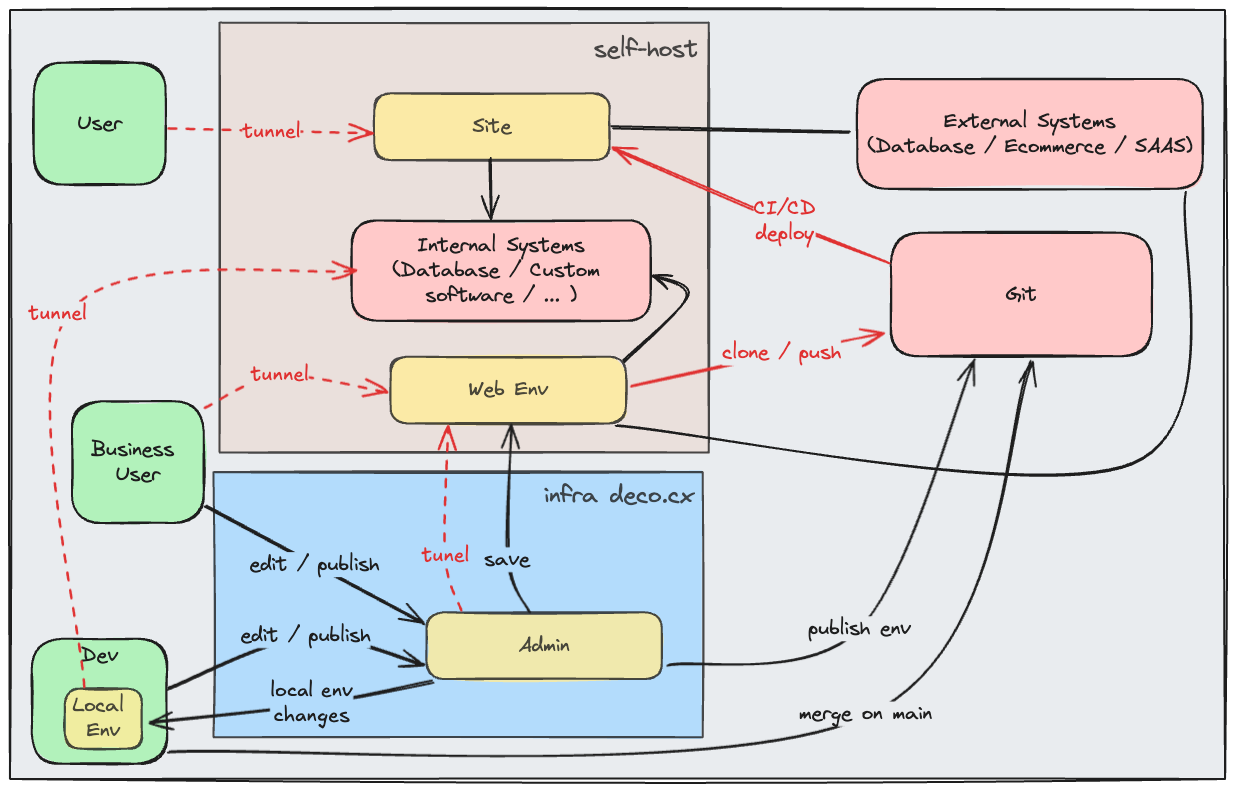 self-host
User
tunnel
Site
External Systems
(Database / Ecommerce / SAAS)
CI/CD
deploy
Internal Systems
(Database / Custom
software / ... )
Git
tunnel
clone / push
tunnel
Web Env
Business
User
infra deco.cx
edit / publish
tunel
save
edit / publish
Admin
publish env
Dev
local env
changes
Local
Env
merge on main